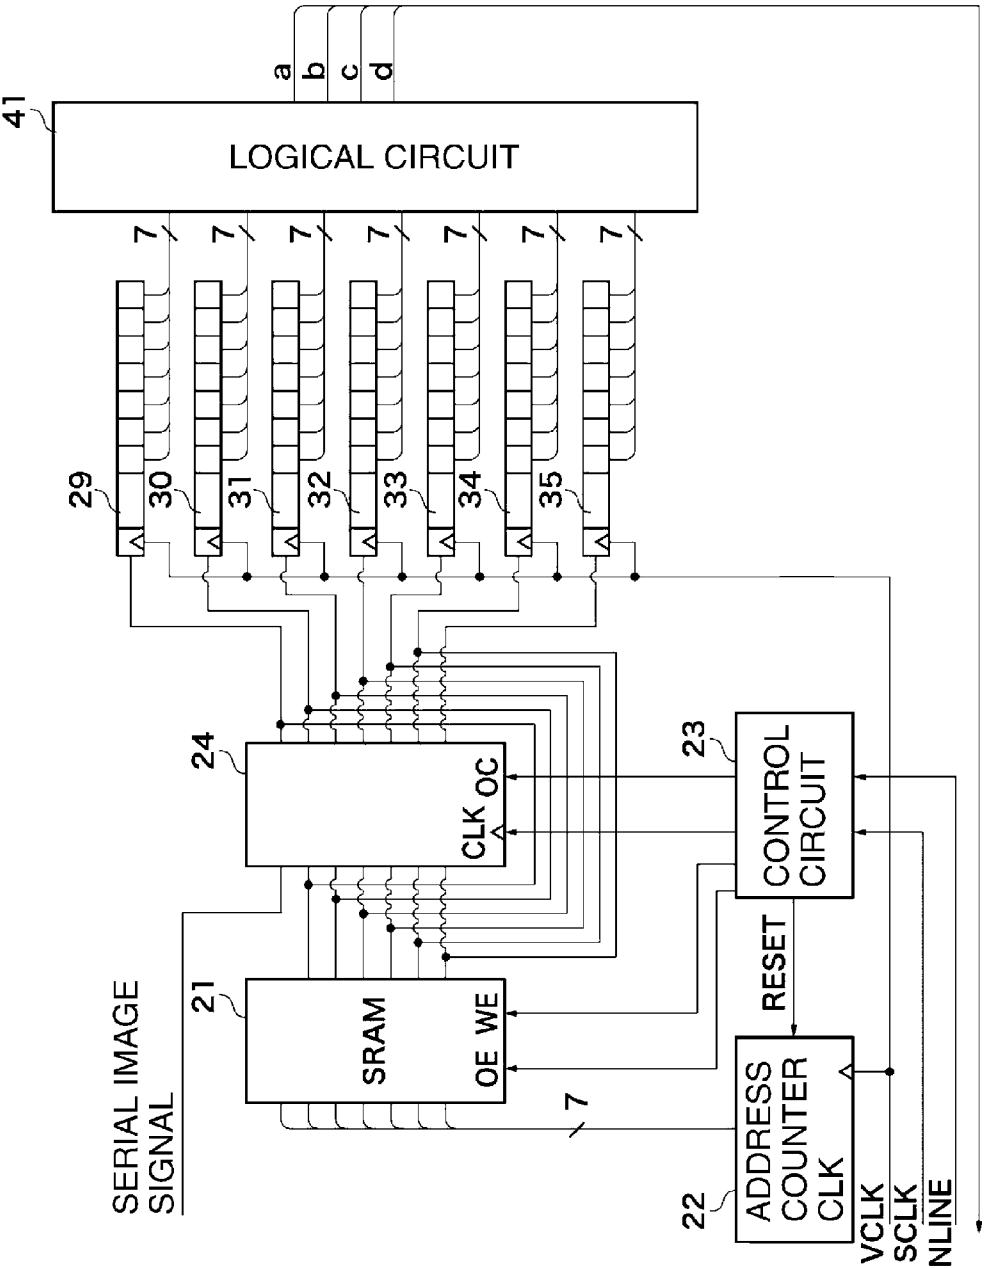 SERIAL IMAGE
SIGNAL
21
SRAM
OE WE
7
22
ADDRESS
COUNTER
CLK
RESET
VCLK
SCLK
NLINE
24
CLK OC
23
CONTROL
CIRCUIT
29
30
31
32
33
34
35
7
7
7
7
7
7
7
41
LOGICAL CIRCUIT
a
b
c
d